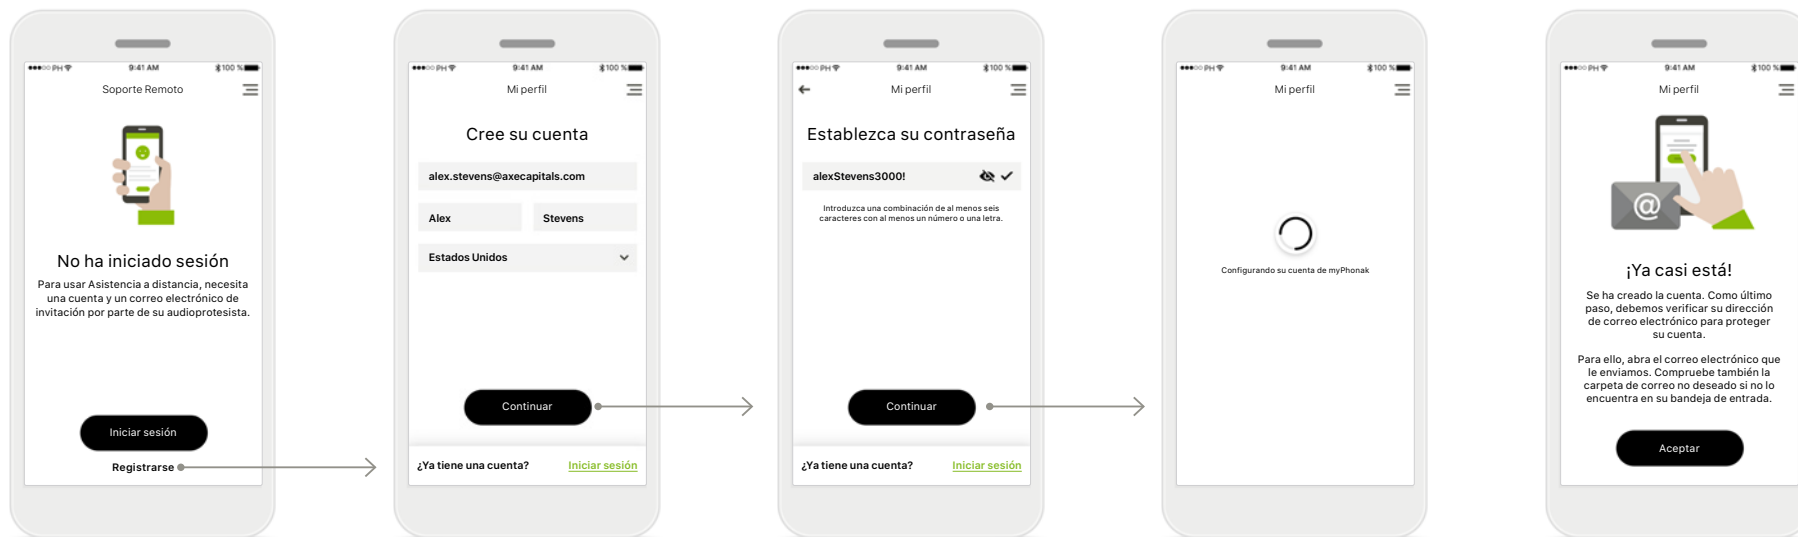 PH
9:41 AM
100 %
Soporte Remoto
No ha iniciado sesión
Para usar Asistencia a distancia, necesita
una cuenta y un correo electrónico de
invitación por parte de su audioprotesista.
Iniciar sesión
Registrarse
PH
9:41 AM
100 %
Mi perfil
Cree su cuenta
alex.stevens@axecapitals.com
Alex
Stevens
Estados Unidos
Continuar
¿Ya tiene una cuenta?
Iniciar sesión
PH
9:41 AM
100 %
Mi perfil
Establezca su contraseña
alexStevens3000!
Introduzca una combinación de al menos seis
caracteres con al menos un número o una letra.
Continuar
¿Ya tiene una cuenta?
Iniciar sesión
PH
9:41 AM
100 %
Mi perfil
Configurando su cuenta de myPhonak
PH
9:41 AM
100 %
Mi perfil
@
¡Ya casi está!
Se ha creado la cuenta. Como último
paso, debemos verificar su dirección
de correo electrónico para proteger
su cuenta.
Para ello, abra el correo electrónico que
le enviamos. Compruebe también la
carpeta de correo no deseado si no lo
encuentra en su bandeja de entrada.
Aceptar